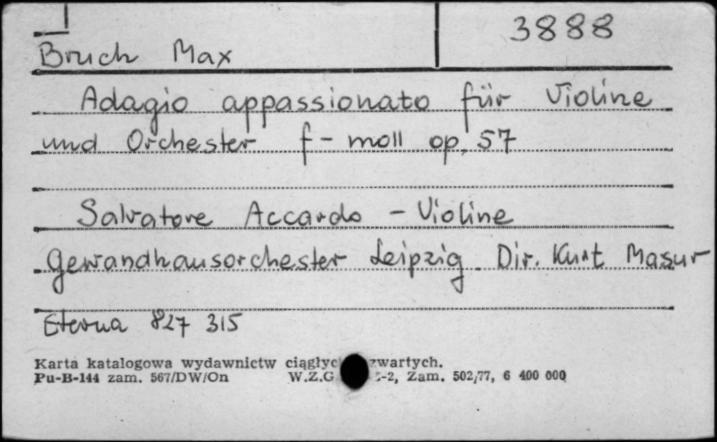 3888
Bruch Max
Adagio appassionato für Violine
und Orchester f-moll op. 57
Salvatore Accardo - Violine
Gewandhausorchester Leipzig Dir. Kurt Masur
Eterna 827 315
Karta katalogowa wydawnictw zwartych.
Pu-B-144 zam. 567/DW/On W.Z.G -2, Zam. 502/77, 6 400 000